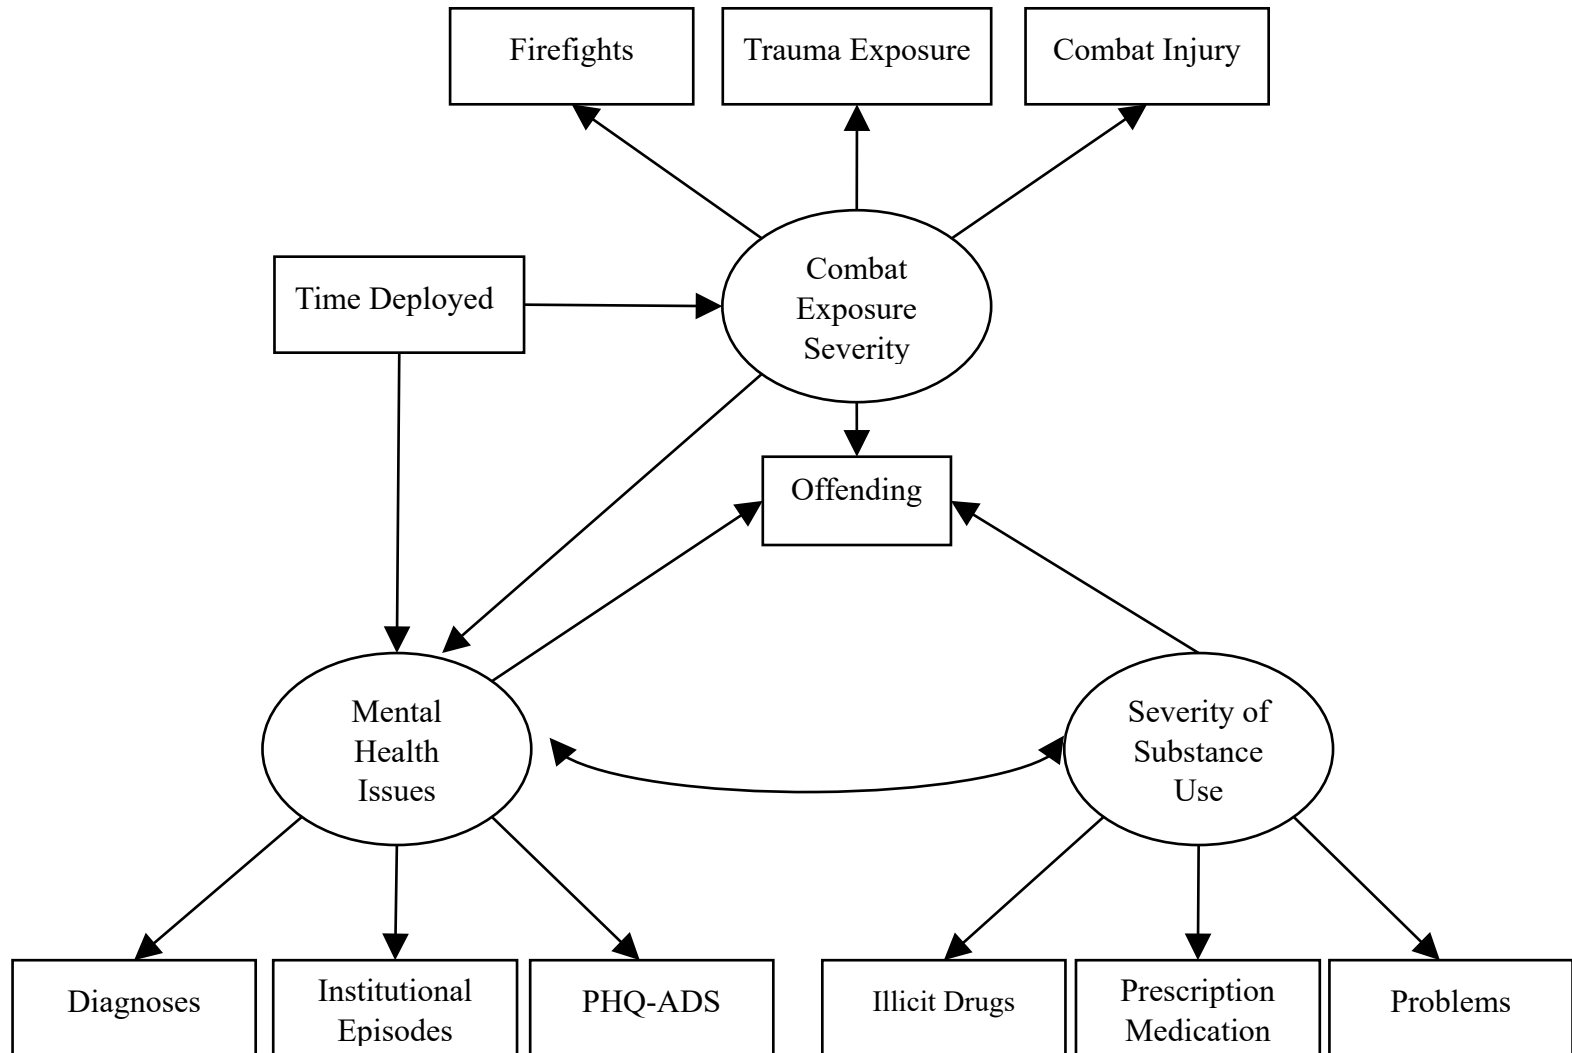 Firefights
Trauma Exposure
Combat Injury
Time Deployed
Combat
Exposure
Severity
Offending
Mental
Health
Issues
Severity of
Substance
Use
Diagnoses
Institutional
Episodes
PHQ-ADS
Illicit Drugs
Prescription
Medication
Problems